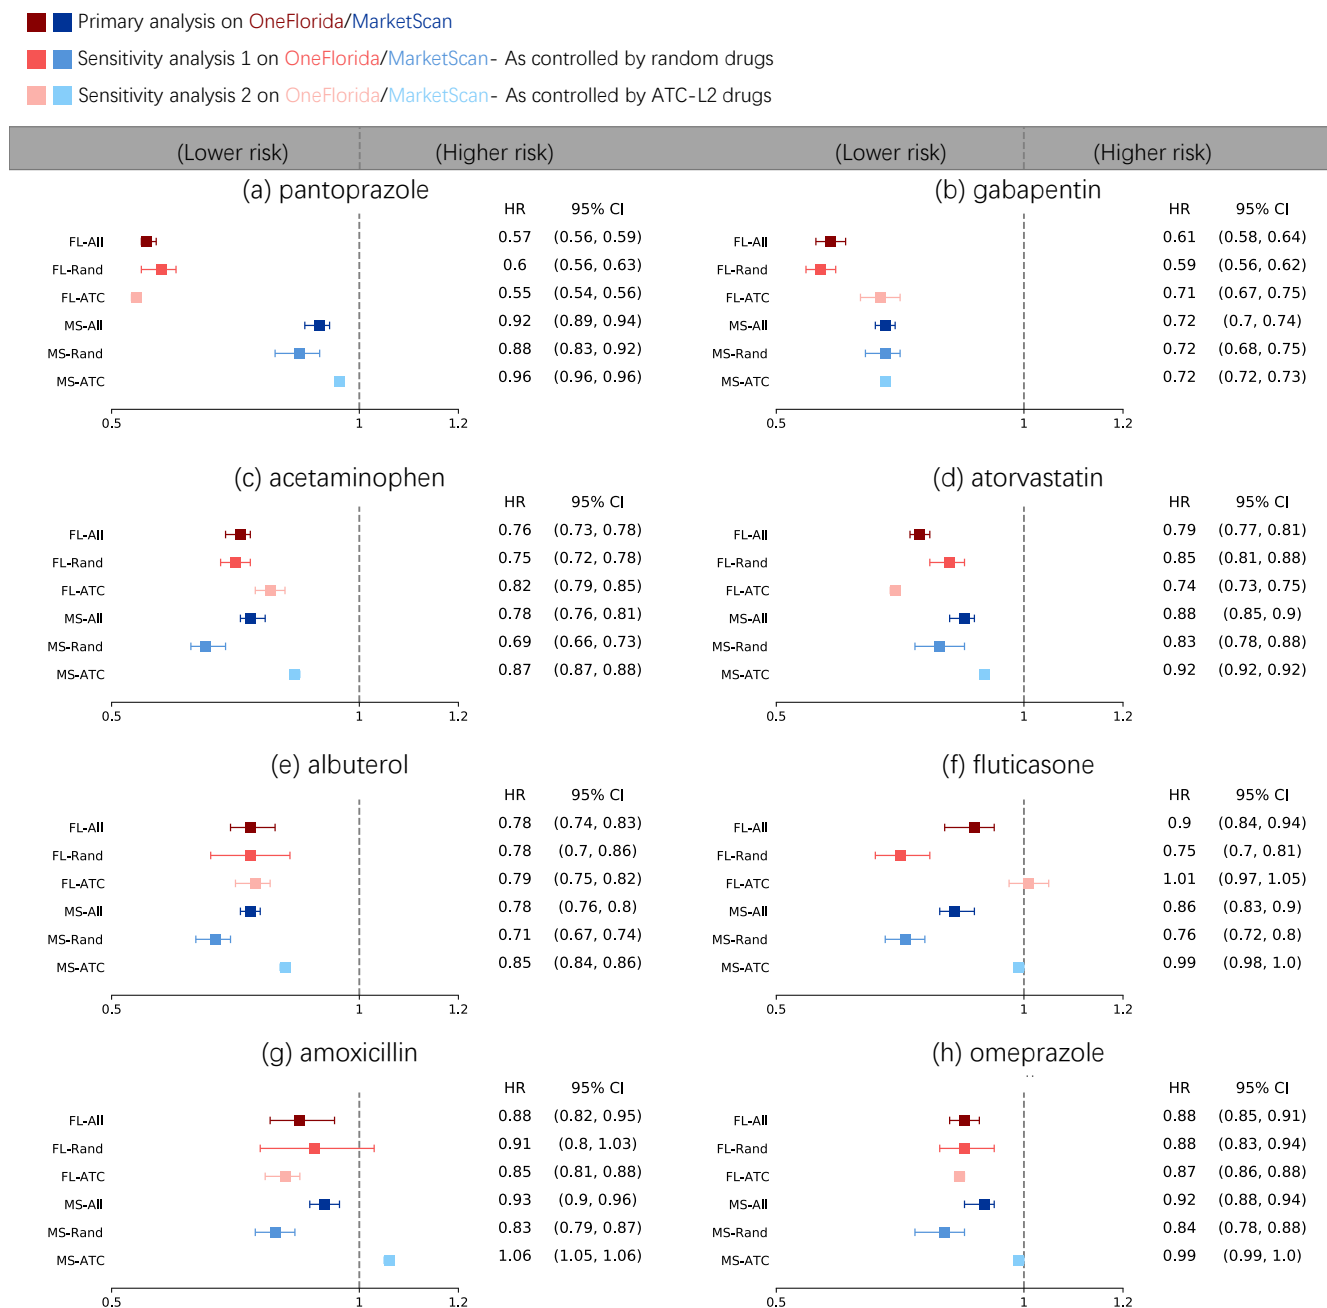 Primary analysis on OneFlorida/MarketScan
Sensitivity analysis 1 on OneFlorida/MarketScan- As controlled by random drugs
Sensitivity analysis 2 on OneFlorida/MarketScan- As controlled by ATC-L2 drugs
(Lower risk) (Higher risk) (Lower risk) (Higher risk)
(a) pantoprazole
HR 95% CI
FL-All 0.57 (0.56, 0.59)
FL-Rand 0.6 (0.56, 0.63)
FL-ATC 0.55 (0.54, 0.56)
MS-All 0.92 (0.89, 0.94)
MS-Rand 0.88 (0.83, 0.92)
MS-ATC 0.96 (0.96, 0.96)
0.5 1 1.2
(b) gabapentin
HR 95% CI
FL-All 0.61 (0.58, 0.64)
FL-Rand 0.59 (0.56, 0.62)
FL-ATC 0.71 (0.67, 0.75)
MS-All 0.72 (0.7, 0.74)
MS-Rand 0.72 (0.68, 0.75)
MS-ATC 0.72 (0.72, 0.73)
0.5 1 1.2
(c) acetaminophen
HR 95% CI
FL-All 0.76 (0.73, 0.78)
FL-Rand 0.75 (0.72, 0.78)
FL-ATC 0.82 (0.79, 0.85)
MS-All 0.78 (0.76, 0.81)
MS-Rand 0.69 (0.66, 0.73)
MS-ATC 0.87 (0.87, 0.88)
0.5 1 1.2
(d) atorvastatin
HR 95% CI
FL-All 0.79 (0.77, 0.81)
FL-Rand 0.85 (0.81, 0.88)
FL-ATC 0.74 (0.73, 0.75)
MS-All 0.88 (0.85, 0.9)
MS-Rand 0.83 (0.78, 0.88)
MS-ATC 0.92 (0.92, 0.92)
0.5 1 1.2
(e) albuterol
HR 95% CI
FL-All 0.78 (0.74, 0.83)
FL-Rand 0.78 (0.7, 0.86)
FL-ATC 0.79 (0.75, 0.82)
MS-All 0.78 (0.76, 0.8)
MS-Rand 0.71 (0.67, 0.74)
MS-ATC 0.85 (0.84, 0.86)
0.5 1 1.2
(f) fluticasone
HR 95% CI
FL-All 0.9 (0.84, 0.94)
FL-Rand 0.75 (0.7, 0.81)
FL-ATC 1.01 (0.97, 1.05)
MS-All 0.86 (0.83, 0.9)
MS-Rand 0.76 (0.72, 0.8)
MS-ATC 0.99 (0.98, 1.0)
0.5 1 1.2
(g) amoxicillin
HR 95% CI
FL-All 0.88 (0.82, 0.95)
FL-Rand 0.91 (0.8, 1.03)
FL-ATC 0.85 (0.81, 0.88)
MS-All 0.93 (0.9, 0.96)
MS-Rand 0.83 (0.79, 0.87)
MS-ATC 1.06 (1.05, 1.06)
0.5 1 1.2
(h) omeprazole
HR 95% CI
FL-All 0.88 (0.85, 0.91)
FL-Rand 0.88 (0.83, 0.94)
FL-ATC 0.87 (0.86, 0.88)
MS-All 0.92 (0.88, 0.94)
MS-Rand 0.84 (0.78, 0.88)
MS-ATC 0.99 (0.99, 1.0)
0.5 1 1.2